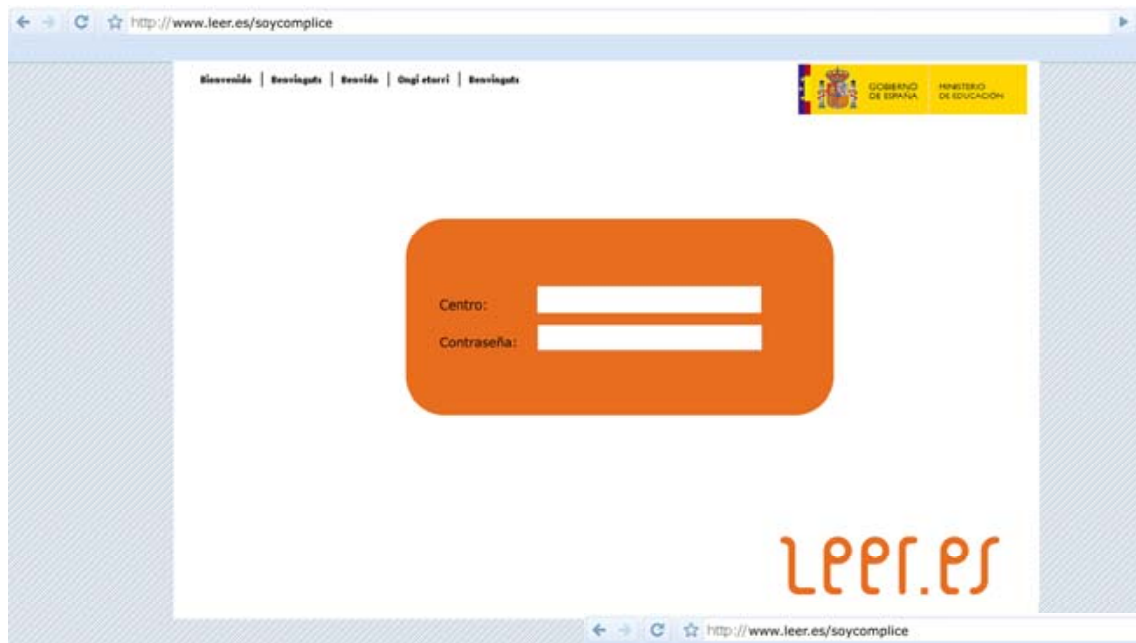 http://www.leer.es/soycomplice
Bienvenido | Benvinguts | Benvido | Ongi etorri | Benvinguts
GOBIERNO MINISTERIO
DE ESPAÑA DE EDUCACIÓN
Centro:
Contraseña:
leer.es
http://www.leer.es/soycomplice